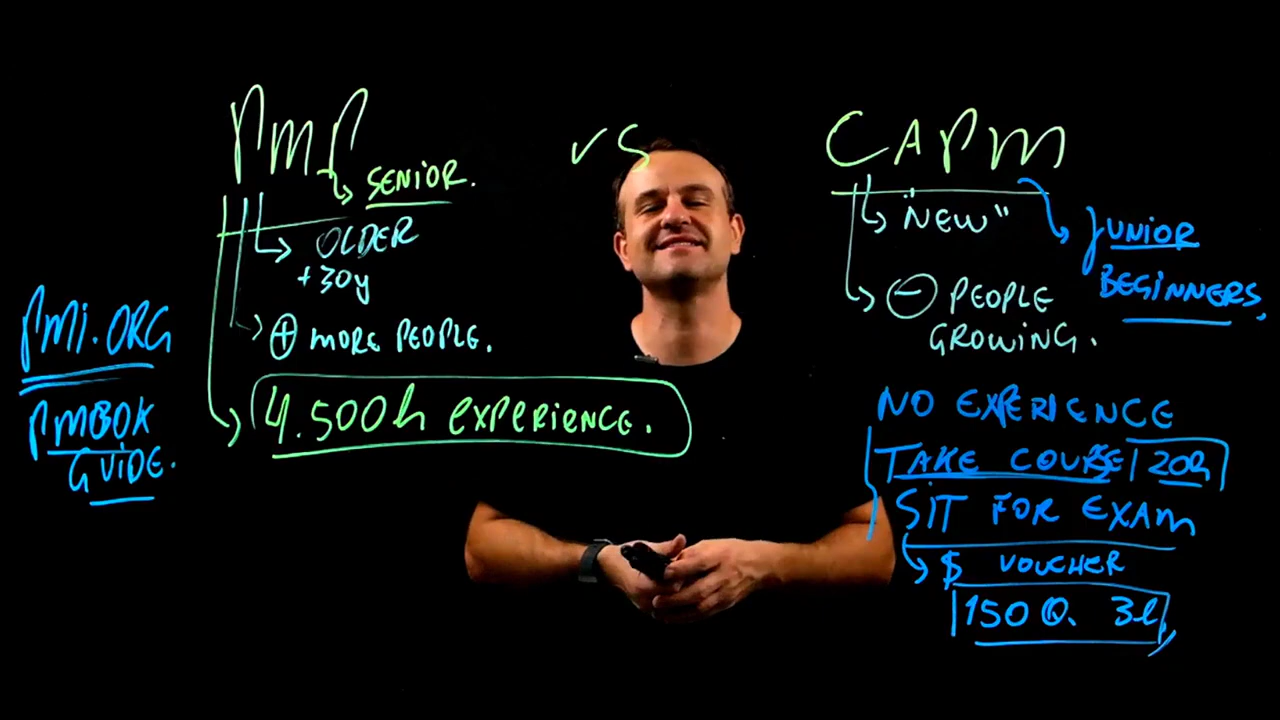 PMP
SENIOR.
OLDER
+30y
+ MORE PEOPLE.
4.500h EXPERIENCE.
PMI.ORG
PMBOK
GUIDE.
VS
CAPM
"NEW"
JUNIOR
BEGINNERS.
- PEOPLE
GROWING.
NO EXPERIENCE
TAKE COURSE 20h
SIT FOR EXAM
$ VOUCHER
150 Q. 3h